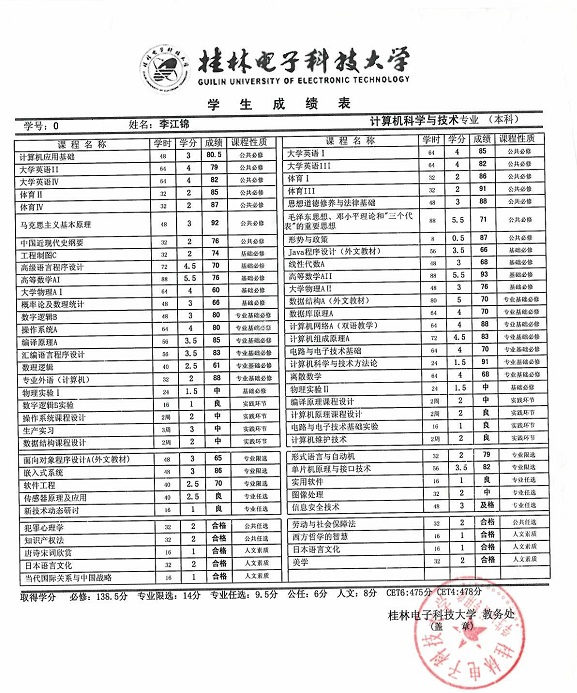 桂林电子科技大学
GUILIN UNIVERSITY OF ELECTRONIC TECHNOLOGY
学生成绩表
学号:0 姓名:李江锦 计算机科学与技术专业 (本科)
课程名称 学时 学分 成绩 课程性质 课程名称 学时 学分 成绩 课程性质
计算机应用基础 48 3 80.5 公共必修 大学英语I 64 4 85 公共必修
大学英语II 64 4 79 公共必修 大学英语III 64 4 82 公共必修
大学英语IV 64 4 82 公共必修 体育I 32 2 86 公共必修
体育II 32 2 85 公共必修 体育III 32 2 91 公共必修
体育IV 32 2 87 公共必修 思想道德修养与法律基础 48 3 88 公共必修
马克思主义基本原理 48 3 92 公共必修 毛泽东思想、邓小平理论和"三个代表"的重要思想 88 5.5 71 公共必修
中国近现代史纲要 32 2 76 公共必修 形势与政策 8 0.5 87 公共必修
工程制图C 32 2 74 基础必修 Java程序设计(外文教材) 56 3.5 66 基础必修
高级语言程序设计 72 4.5 70 基础必修 线性代数A 48 3 68 基础必修
高等数学AI 88 5.5 76 基础必修 高等数学AII 88 5.5 93 基础必修
大学物理AI 64 4 60 基础必修 大学物理AII 48 3 76 基础必修
概率论及数理统计 48 3 66 基础必修 数据结构A(外文教材) 80 5 70 专业基础必修
数字逻辑B 48 3 80 专业基础必修 数据库原理A 64 4 70 专业基础必修
操作系统A 64 4 80 专业基础必修 计算机网络A(双语教学) 64 4 88 专业基础必修
编译原理A 56 3.5 85 专业基础必修 计算机组成原理A 72 4.5 83 专业基础必修
汇编语言程序设计 56 3.5 83 专业基础必修 电路与电子技术基础 64 4 70 专业基础必修
数理逻辑 40 2.5 61 专业基础必修 计算机科学与技术方法论 24 1.5 91 专业基础必修
专业外语(计算机) 32 2 88 专业基础必修 离散数学 64 4 68 专业基础必修
物理实验I 24 1.5 中 基础必修 物理实验II 24 1.5 中 基础必修
数字逻辑B实验 16 1 良 实践环节 编译原理课程设计 2周 2 中 实践环节
操作系统课程设计 2周 2 中 实践环节 计算机原理课程设计 2周 2 良 实践环节
生产实习 3周 3 中 实践环节 电路与电子技术基础实验 16 1 良 实践环节
数据结构课程设计 2周 2 中 实践环节 计算机维护技术 2周 2 良 实践环节
面向对象程序设计A(外文教材) 48 3 65 专业限选 形式语言与自动机 32 2 79 专业限选
嵌入式系统 48 3 86 专业限选 单片机原理与接口技术 56 3.5 82 专业限选
软件工程 40 2.5 70 专业限选 实用软件 16 1 良 专业任选
传感器原理及应用 40 2.5 良 专业任选 图像处理 32 2 中 专业任选
新技术动态研讨 16 1 良 专业任选 信息安全技术 48 3 及格 专业任选
犯罪心理学 32 2 合格 公共任选 劳动与社会保障法 32 2 合格 公共任选
知识产权法 32 2 合格 公共任选 西方哲学的智慧 16 1 合格 人文素质
唐诗宋词欣赏 16 1 合格 人文素质 日本语言文化 16 1 合格 人文素质
日本语言文化 32 2 合格 人文素质 美学 32 2 合格 人文素质
当代国际关系与中国战略 16 1 合格 人文素质
取得学分 必修:138.5分 专业限选:14分 专业任选:9.5分 公任:6分 人文:8分 CET6:475分 CET4:478分
桂林电子科技大学 教务处
(盖 章)